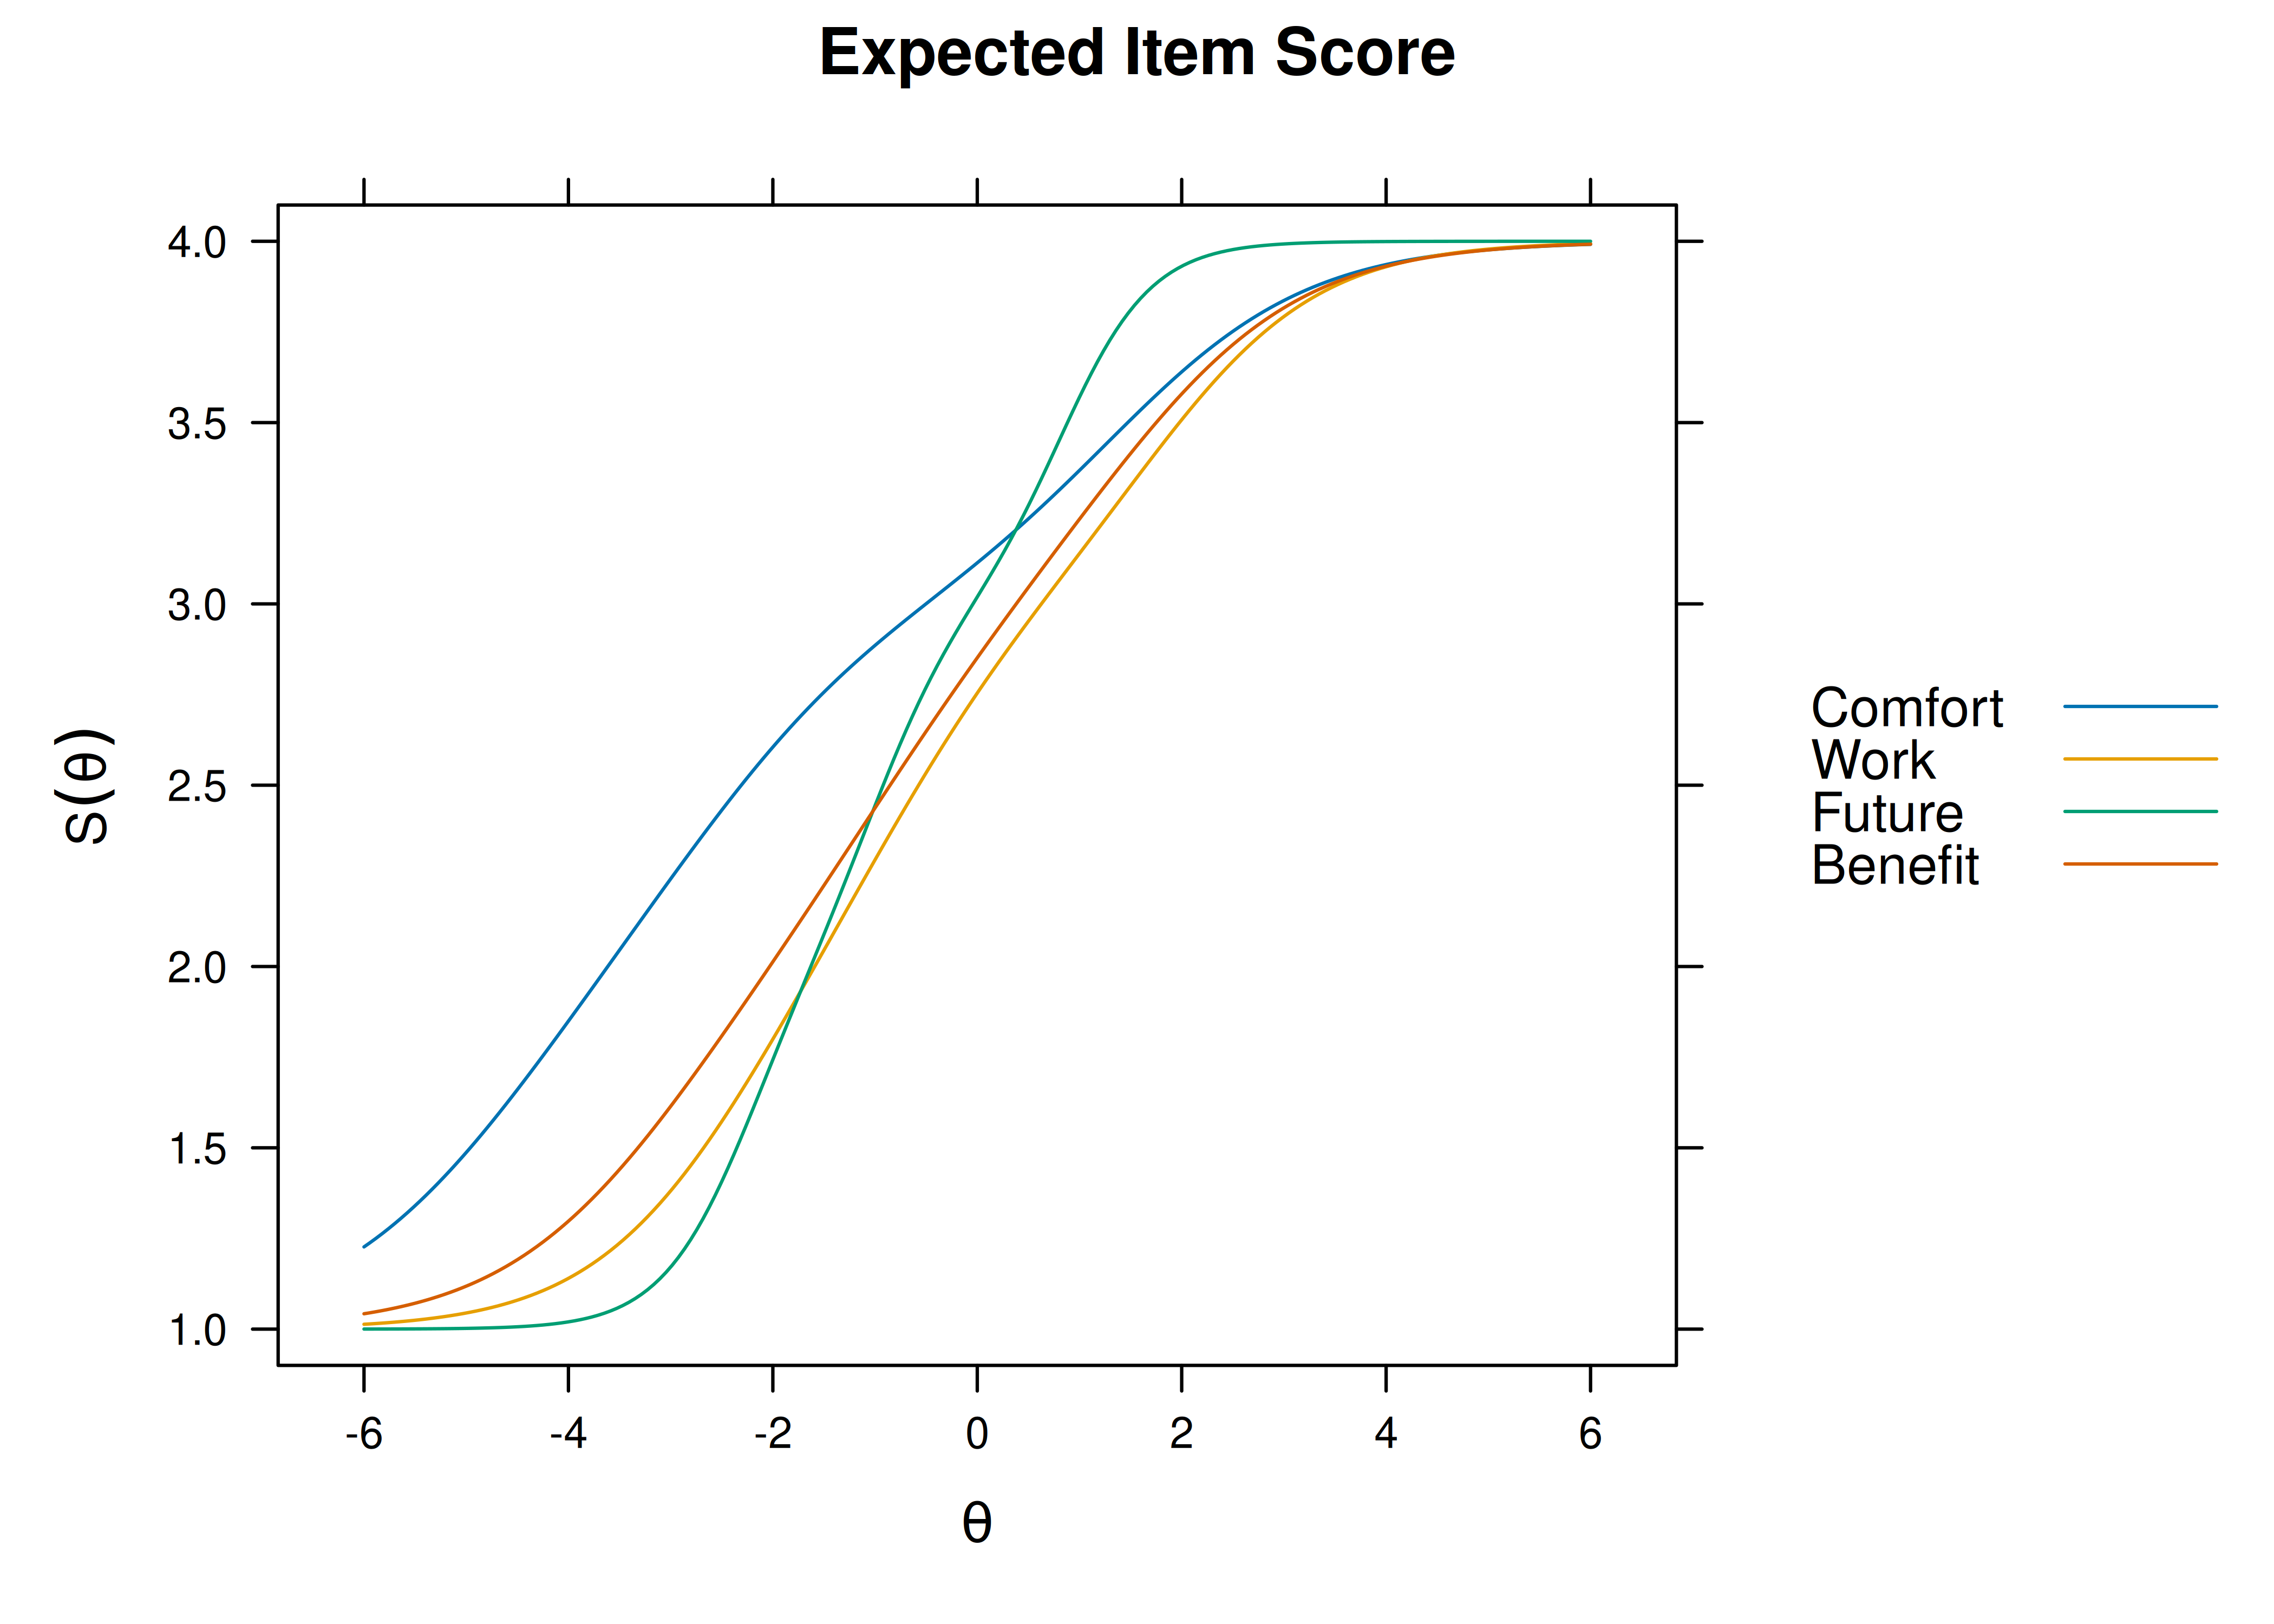 Expected Item Score
4.0
3.5
3.0
2.5
2.0
1.5
1.0
S(θ)
-6
-4
-2
0
2
4
6
θ
Comfort
Work
Future
Benefit